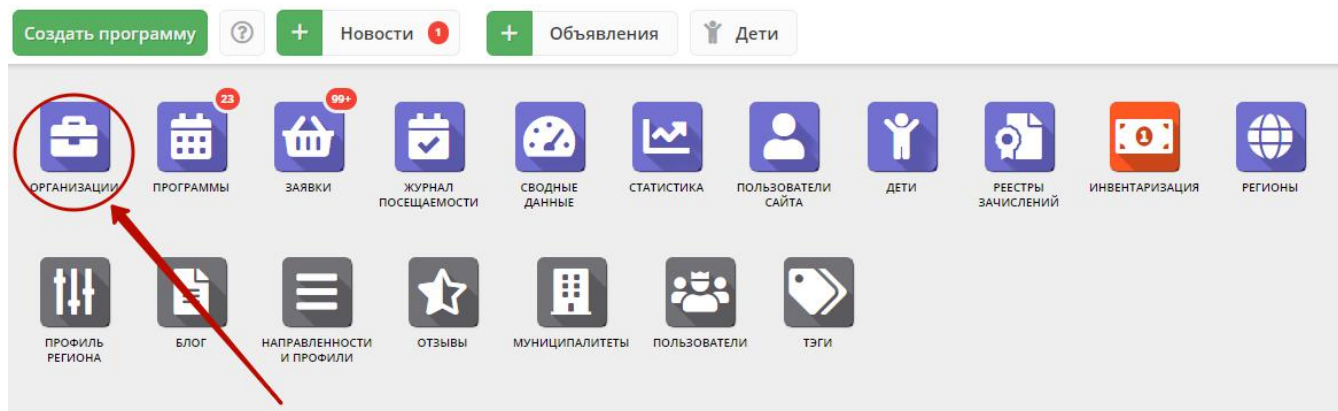 Создать программу ? + Новости 1 + Объявления Дети
23 99+
1
ОРГАНИЗАЦИИ ПРОГРАММЫ ЗАЯВКИ ЖУРНАЛ ПОСЕЩАЕМОСТИ СВОДНЫЕ ДАННЫЕ СТАТИСТИКА ПОЛЬЗОВАТЕЛИ САЙТА ДЕТИ РЕЕСТРЫ ЗАЧИСЛЕНИЙ ИНВЕНТАРИЗАЦИЯ РЕГИОНЫ
ПРОФИЛЬ РЕГИОНА БЛОГ НАПРАВЛЕННОСТИ И ПРОФИЛИ ОТЗЫВЫ МУНИЦИПАЛИТЕТЫ ПОЛЬЗОВАТЕЛИ ТЭГИ